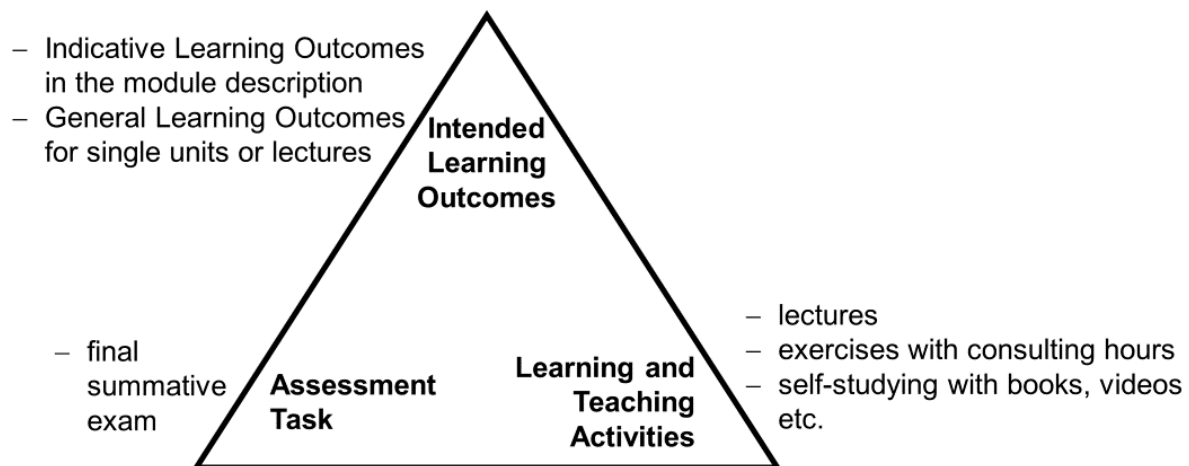 – Indicative Learning Outcomes
in the module description
– General Learning Outcomes
for single units or lectures
Intended
Learning
Outcomes
– final
summative
exam
Assessment
Task
Learning and
Teaching
Activities
– lectures
– exercises with consulting hours
– self-studying with books, videos
etc.